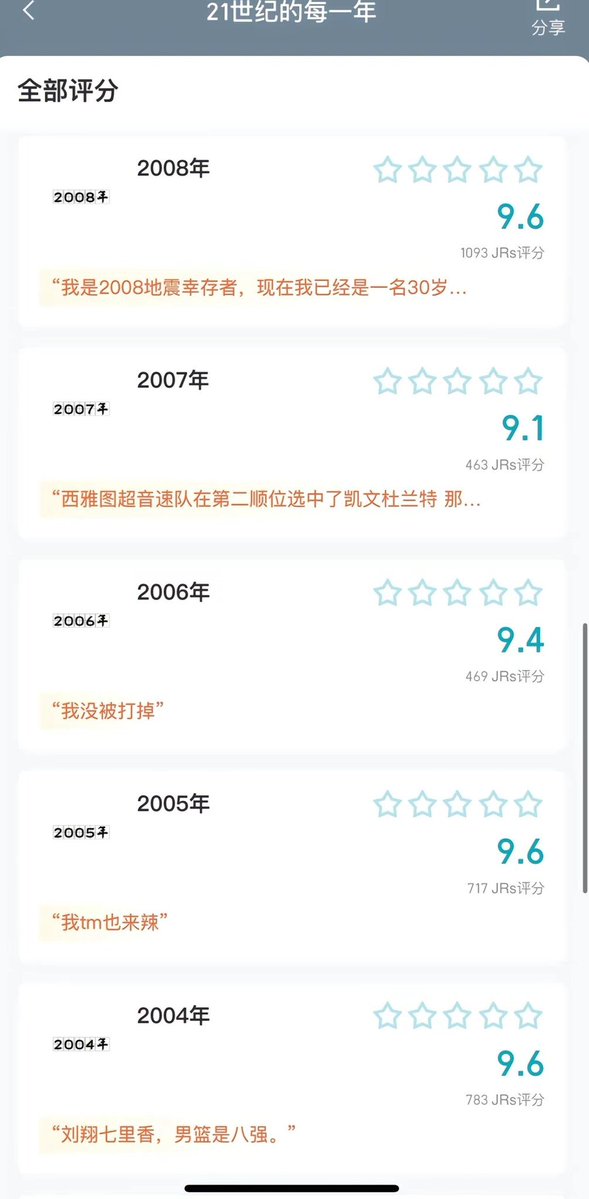 21世纪的每一年
分享
全部评分
2008年
2008年
9.6
1093 JRs评分
“我是2008地震幸存者，现在我已经是一名30岁...
2007年
2007年
9.1
463 JRs评分
“西雅图超音速队在第二顺位选中了凯文杜兰特 那...
2006年
2006年
9.4
469 JRs评分
“我没被打掉”
2005年
2005年
9.6
717 JRs评分
“我tm也来辣”
2004年
2004年
9.6
783 JRs评分
“刘翔七里香，男篮是八强。”